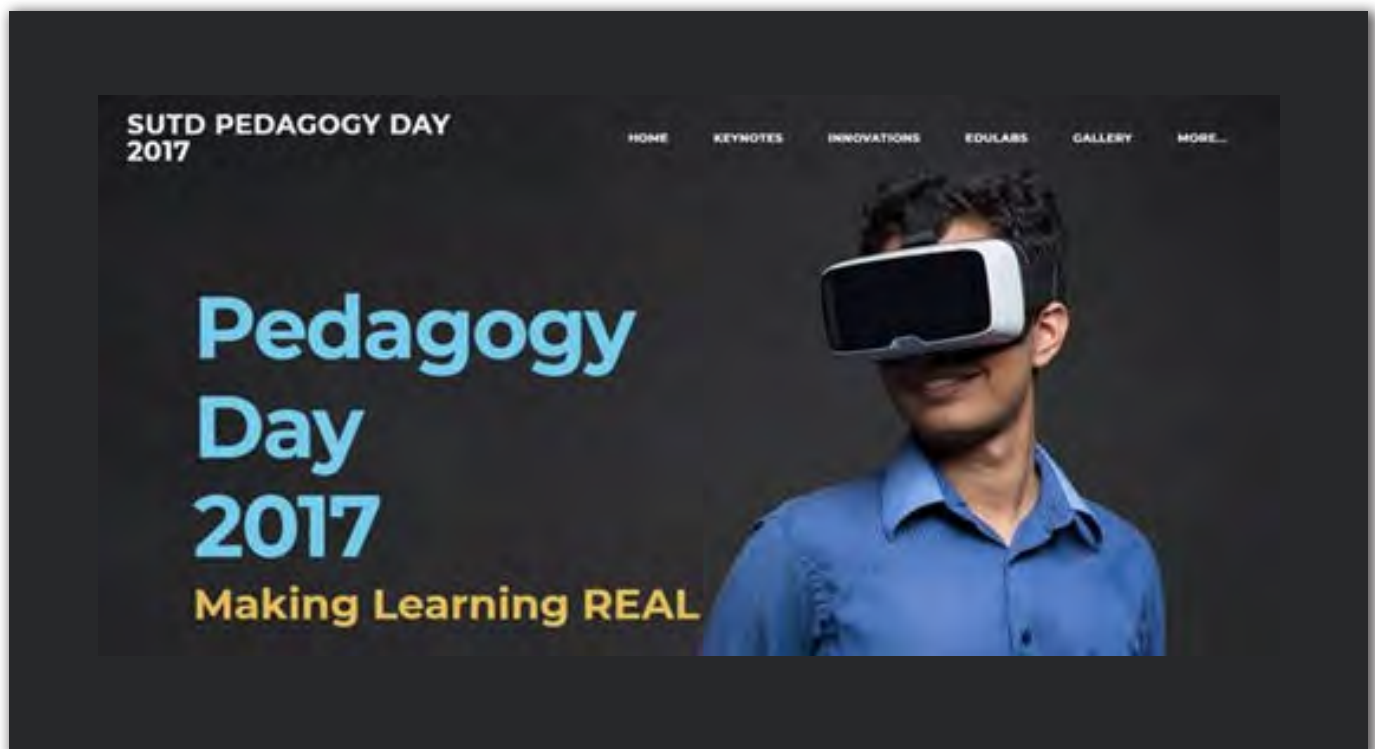 SUTD PEDAGOGY DAY
2017
HOME KEYNOTES INNOVATIONS EDULABS GALLERY MORE...
Pedagogy
Day
2017
Making Learning REAL